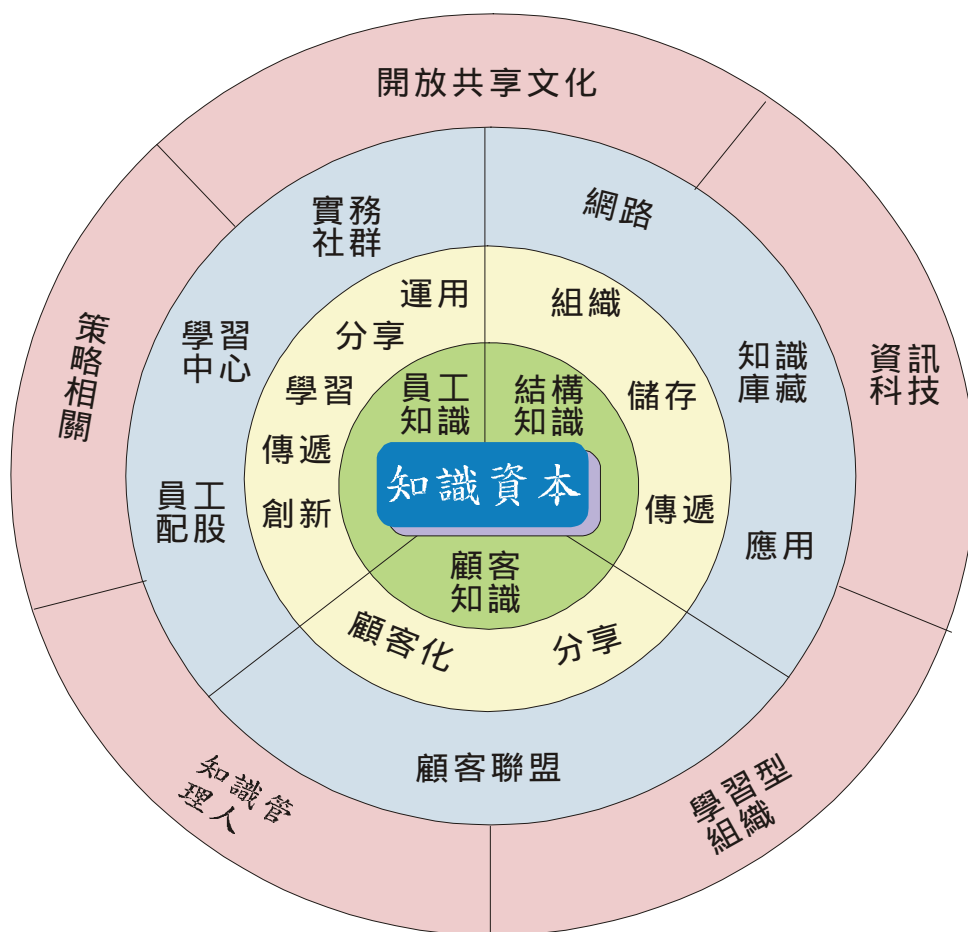 開放共享文化
實務
社群
網路
運用
組織
分享
學習
中心
策略相關
知識
庫藏
資訊
科技
學習
員工
知識
結構
知識
儲存
傳遞
知識資本
員工
配股
創新
傳遞
應用
顧客
知識
顧客化
分享
顧客聯盟
知識管
理人
學習型
組織